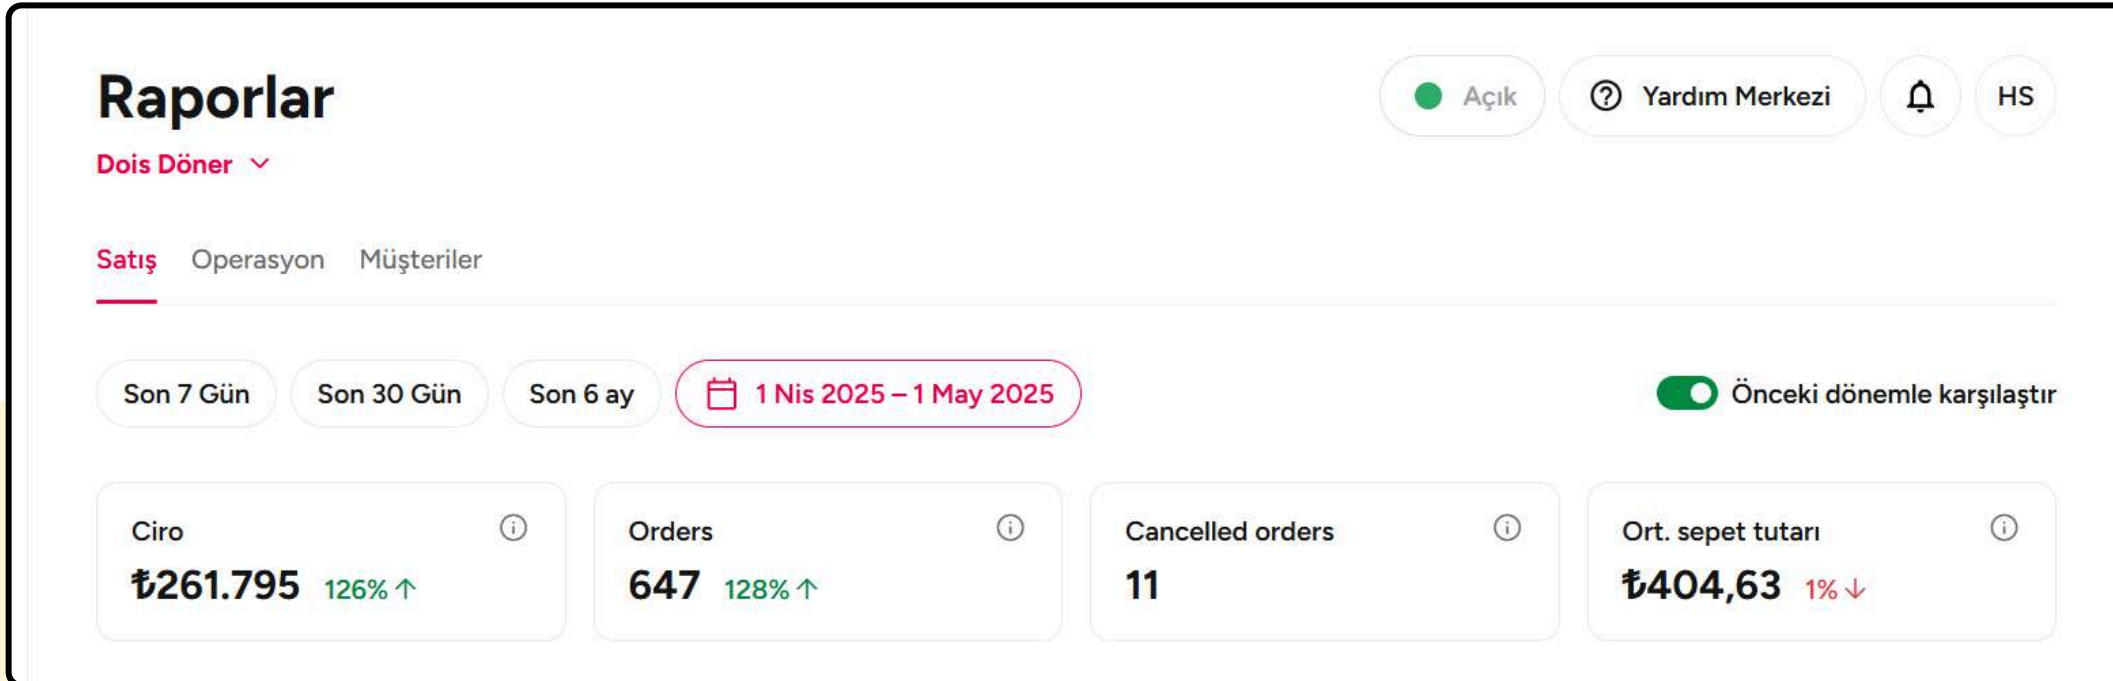 Raporlar
Açık
Yardım Merkezi
HS
Dois Döner
Satış Operasyon Müşteriler
Son 7 Gün Son 30 Gün Son 6 ay 1 Nis 2025 – 1 May 2025 Önceki dönemle karşılaştır
Ciro
₺261.795 126% ↑
Orders
647 128% ↑
Cancelled orders
11
Ort. sepet tutarı
₺404,63 1% ↓